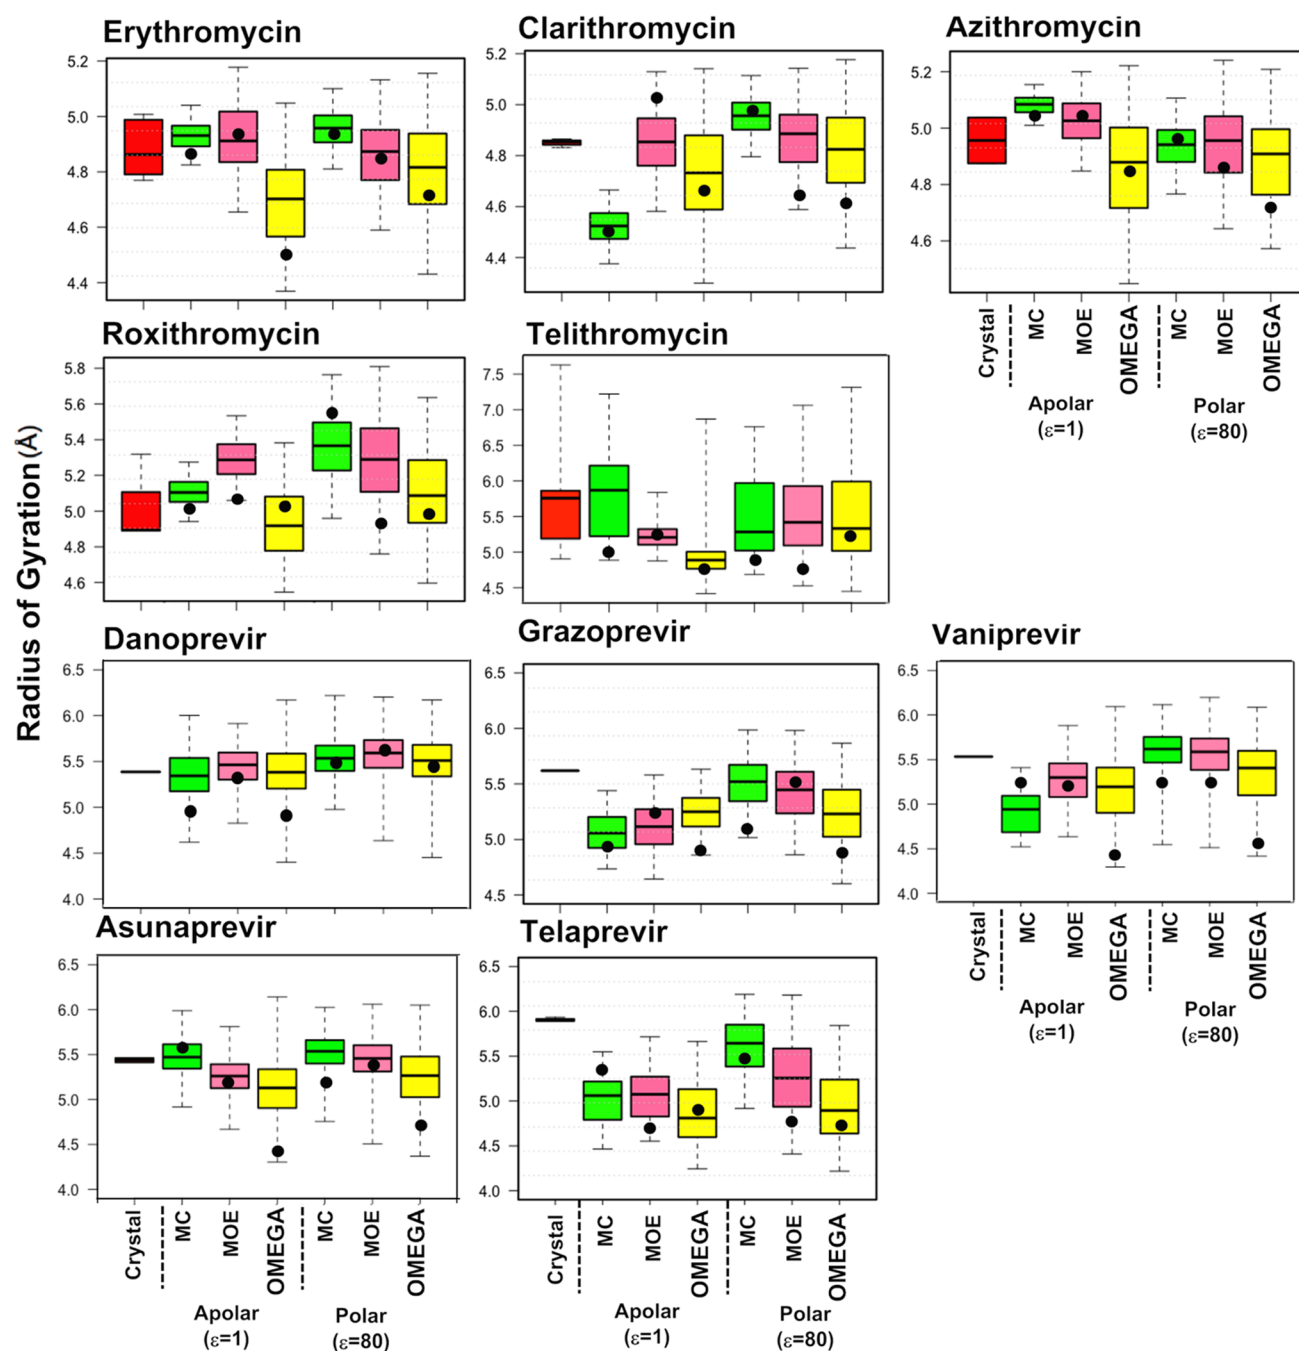 Erythromycin
Clarithromycin
Azithromycin
5.2
5.0
4.8
4.6
4.4
5.2
5.0
4.8
4.6
4.4
5.2
5.0
4.8
4.6
Crystal
MC
MOE
OMEGA
MC
MOE
OMEGA
Apolar
(ε=1)
Polar
(ε=80)
Radius of Gyration (Å)
Roxithromycin
Telithromycin
5.8
5.6
5.4
5.2
5.0
4.8
4.6
7.5
7.0
6.5
6.0
5.5
5.0
4.5
Danoprevir
Grazoprevir
Vaniprevir
6.5
6.0
5.5
5.0
4.5
4.0
6.5
6.0
5.5
5.0
4.5
6.5
6.0
5.5
5.0
4.5
4.0
Crystal
MC
MOE
OMEGA
MC
MOE
OMEGA
Apolar
(ε=1)
Polar
(ε=80)
Asunaprevir
Telaprevir
6.5
6.0
5.5
5.0
4.5
4.0
6.5
6.0
5.5
5.0
4.5
4.0
Crystal
MC
MOE
OMEGA
MC
MOE
OMEGA
Apolar
(ε=1)
Polar
(ε=80)
Crystal
MC
MOE
OMEGA
MC
MOE
OMEGA
Apolar
(ε=1)
Polar
(ε=80)